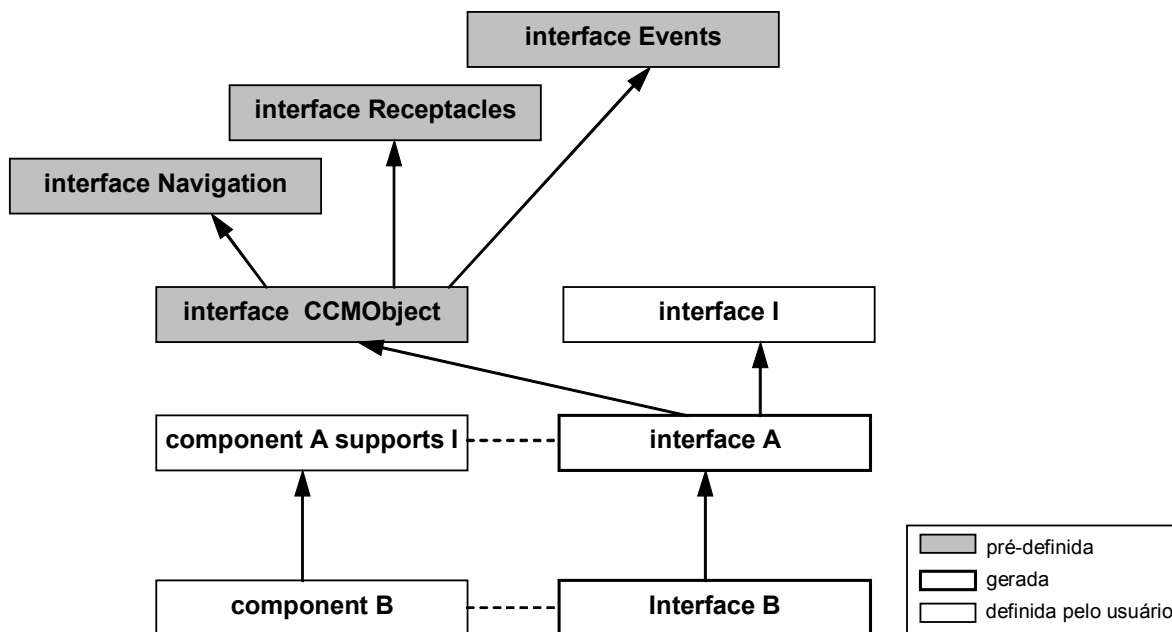 interface Events
interface Receptacles
interface Navigation
interface CCMObject
interface I
component A supports I
interface A
component B
Interface B
pré-definida
gerada
definida pelo usuário